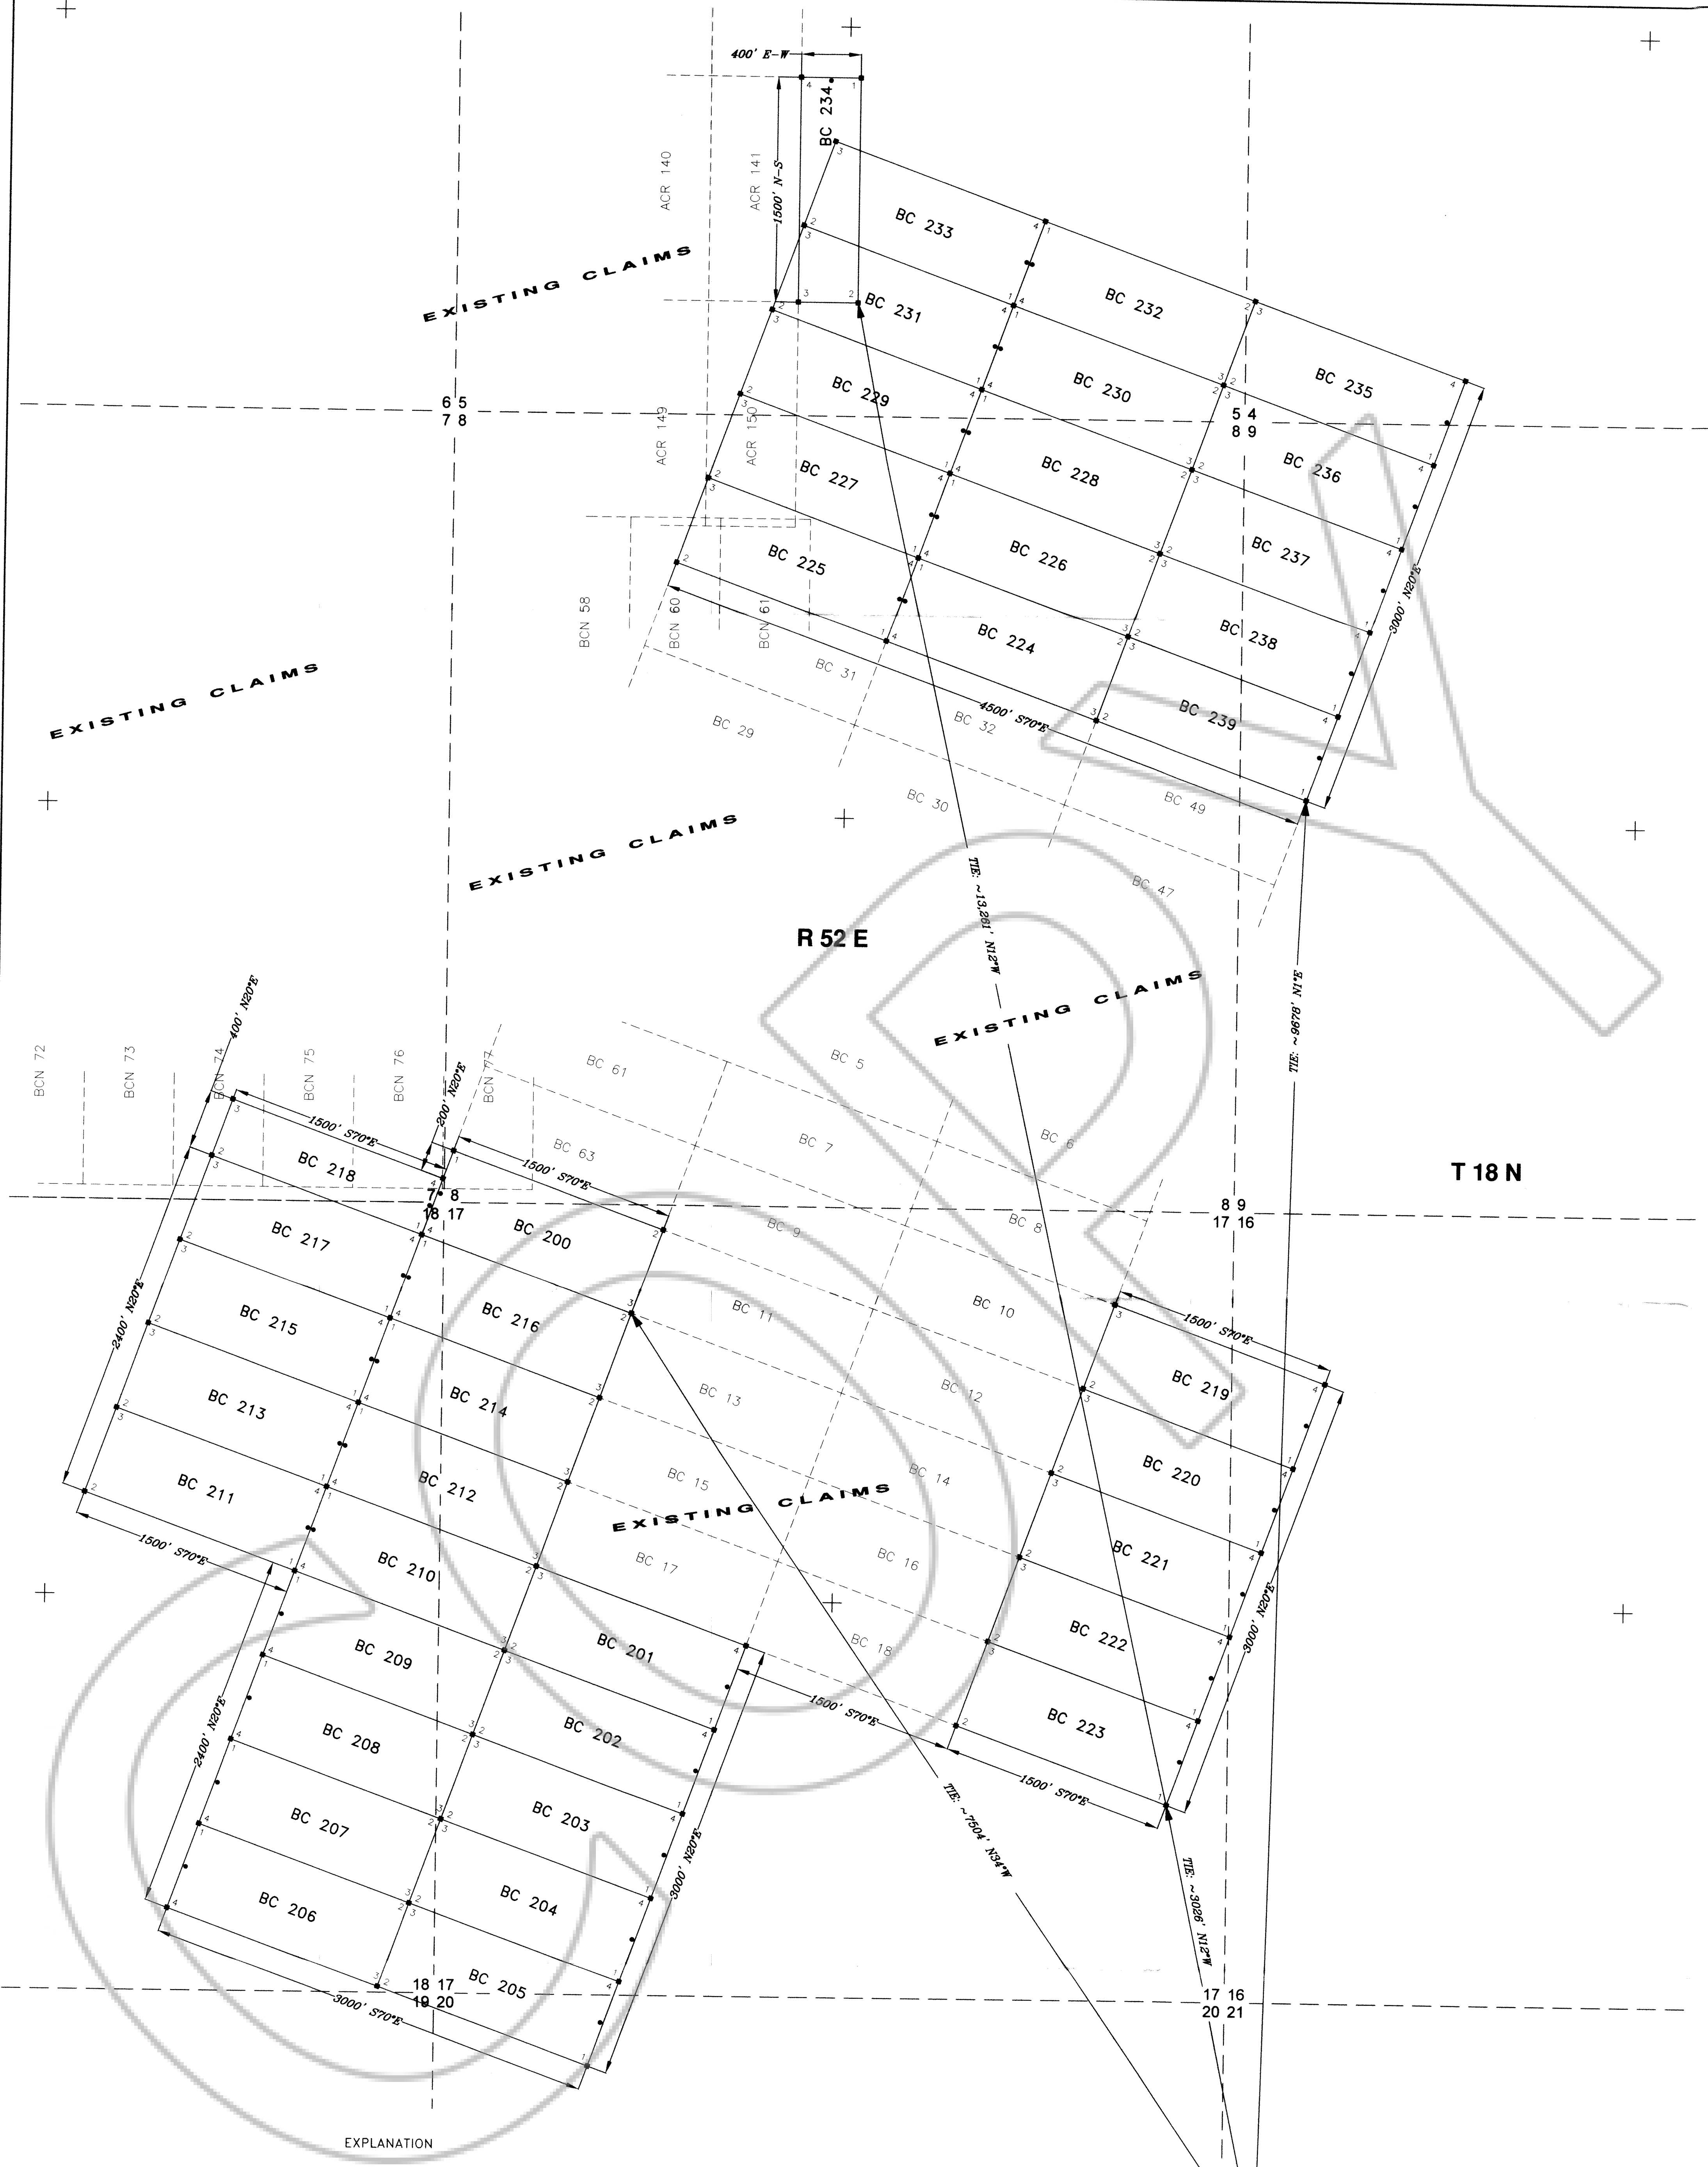 400' E-W
4 1
BC 234
1500' N-S
ACR 140
ACR 141
3
BC 233
EXISTING CLAIMS
BC 232
BC 231
BC 235
BC 229
BC 230
6 5
7 8
5 4
8 9
ACR 149
ACR 150
BC 236
BC 227
BC 228
BC 237
BC 225
BC 226
3000' N20°E
BCN 58
BCN 60
BCN 61
BC 224
BC 238
BC 31
EXISTING CLAIMS
4500' S70°E
BC 239
BC 29
BC 32
BC 30
BC 49
EXISTING CLAIMS
TIE: ~13,261' N12°W
BC 47
R 52 E
TIE: ~9678' N1°E
EXISTING CLAIMS
400' N20°E
BCN 72
BCN 73
BCN 74
BCN 75
BCN 76
BCN 77
200' N20°E
BC 61
BC 5
1500' S70°E
BC 63
BC 7
BC 6
BC 218
1500' S70°E
T 18 N
7 8
18 17
8 9
17 16
BC 217
BC 200
BC 9
BC 8
2400' N20°E
BC 215
BC 216
BC 11
BC 10
1500' S70°E
BC 213
BC 214
BC 13
BC 12
BC 219
BC 211
BC 212
BC 15
BC 14
BC 220
EXISTING CLAIMS
1500' S70°E
BC 210
BC 17
BC 16
BC 221
3000' N20°E
BC 209
BC 201
BC 18
BC 222
1500' S70°E
2400' N20°E
BC 208
BC 202
BC 223
1500' S70°E
BC 207
BC 203
TIE: ~7504' N34°W
3000' N20°E
TIE: ~3026' N12°W
BC 206
BC 204
18 17
19 20
BC 205
17 16
20 21
3000' S70°E
EXPLANATION
COPY